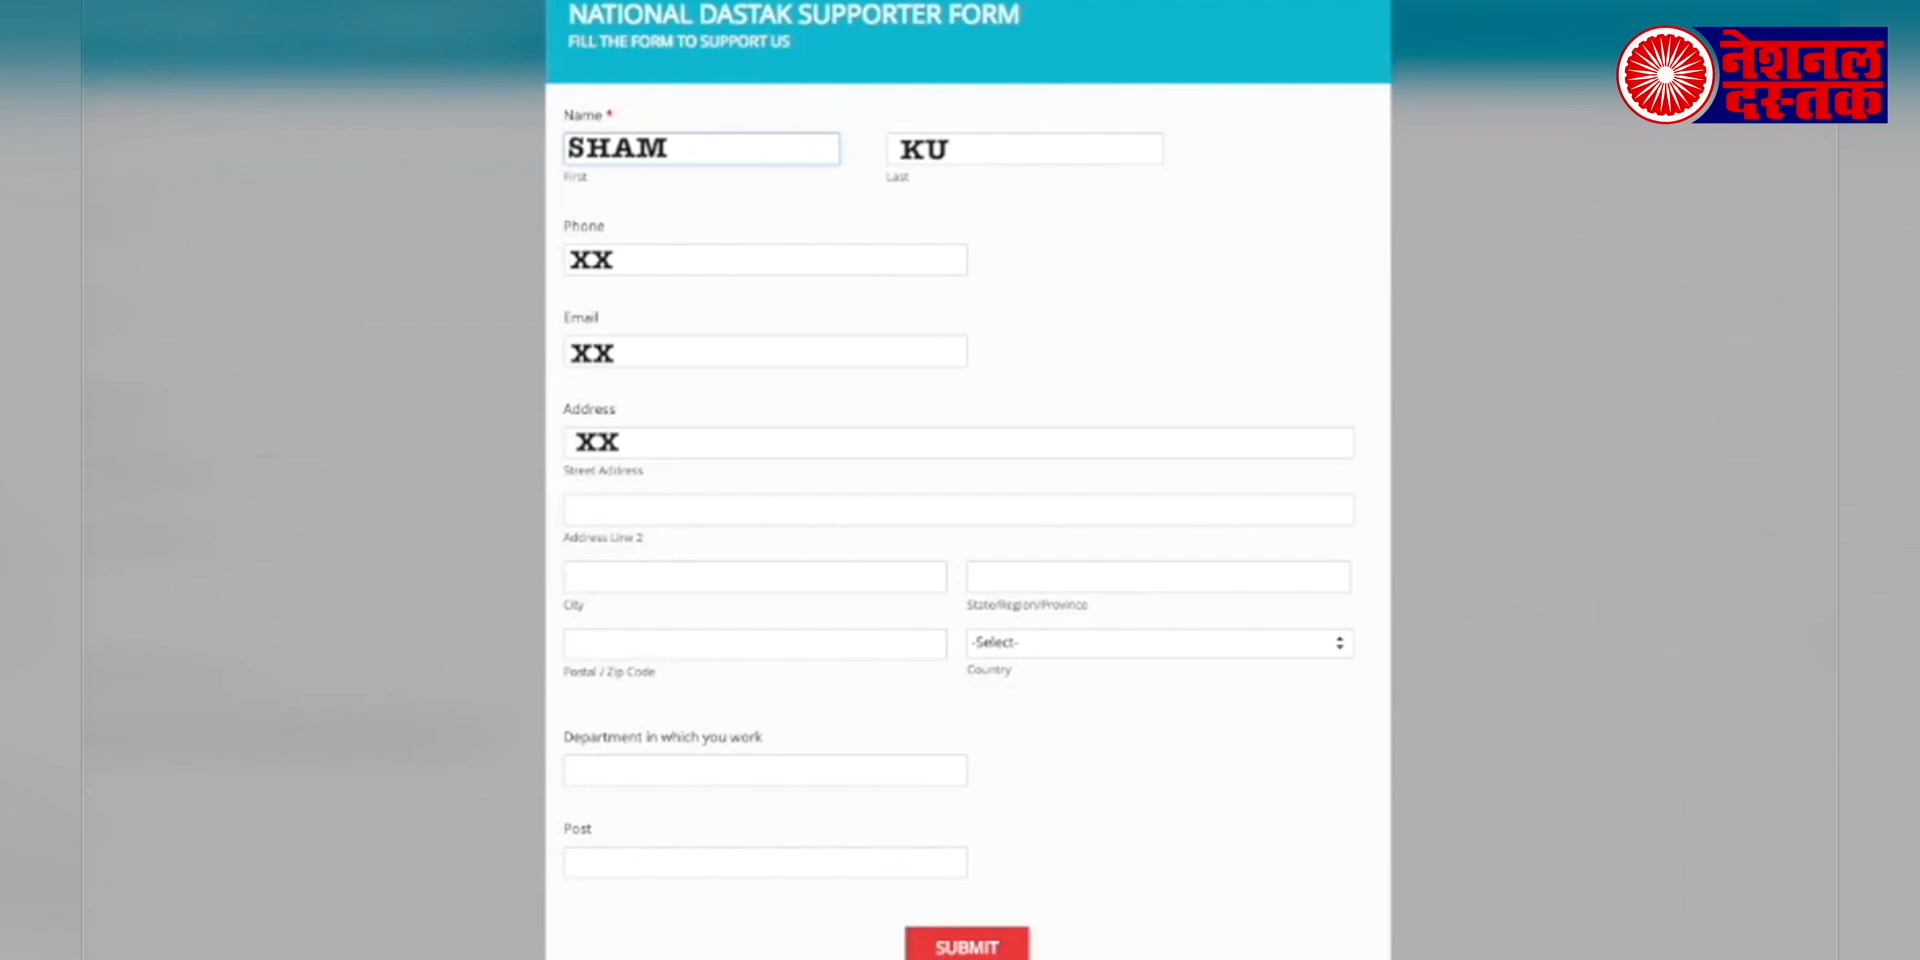 NATIONAL DASTAK SUPPORTER FORM
FILL THE FORM TO SUPPORT US
नेशनल
दस्तक
Name *
SHAM KU
First Last
Phone
XX
Email
XX
Address
XX
Street Address
Address Line 2
City State/Region/Province
-Select-
Postal / Zip Code Country
Department in which you work
Post
SUBMIT